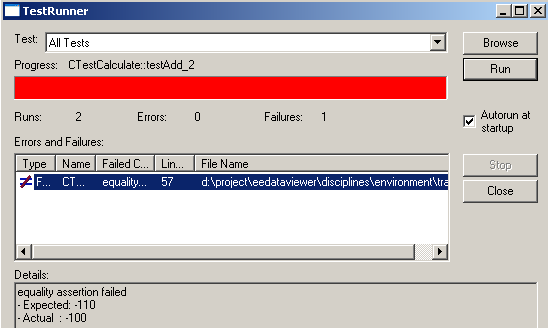 TestRunner
Test: All Tests Browse
Progress: CTestCalculate::testAdd_2 Run
Runs: 2 Errors: 0 Failures: 1 Autorun at startup
Errors and Failures:
Type Name Failed C... Lin... File Name Stop
F... CT... equality... 57 d:\project\eedataviewer\disciplines\environment\tra Close
Details:
equality assertion failed
- Expected: -110
- Actual  : -100